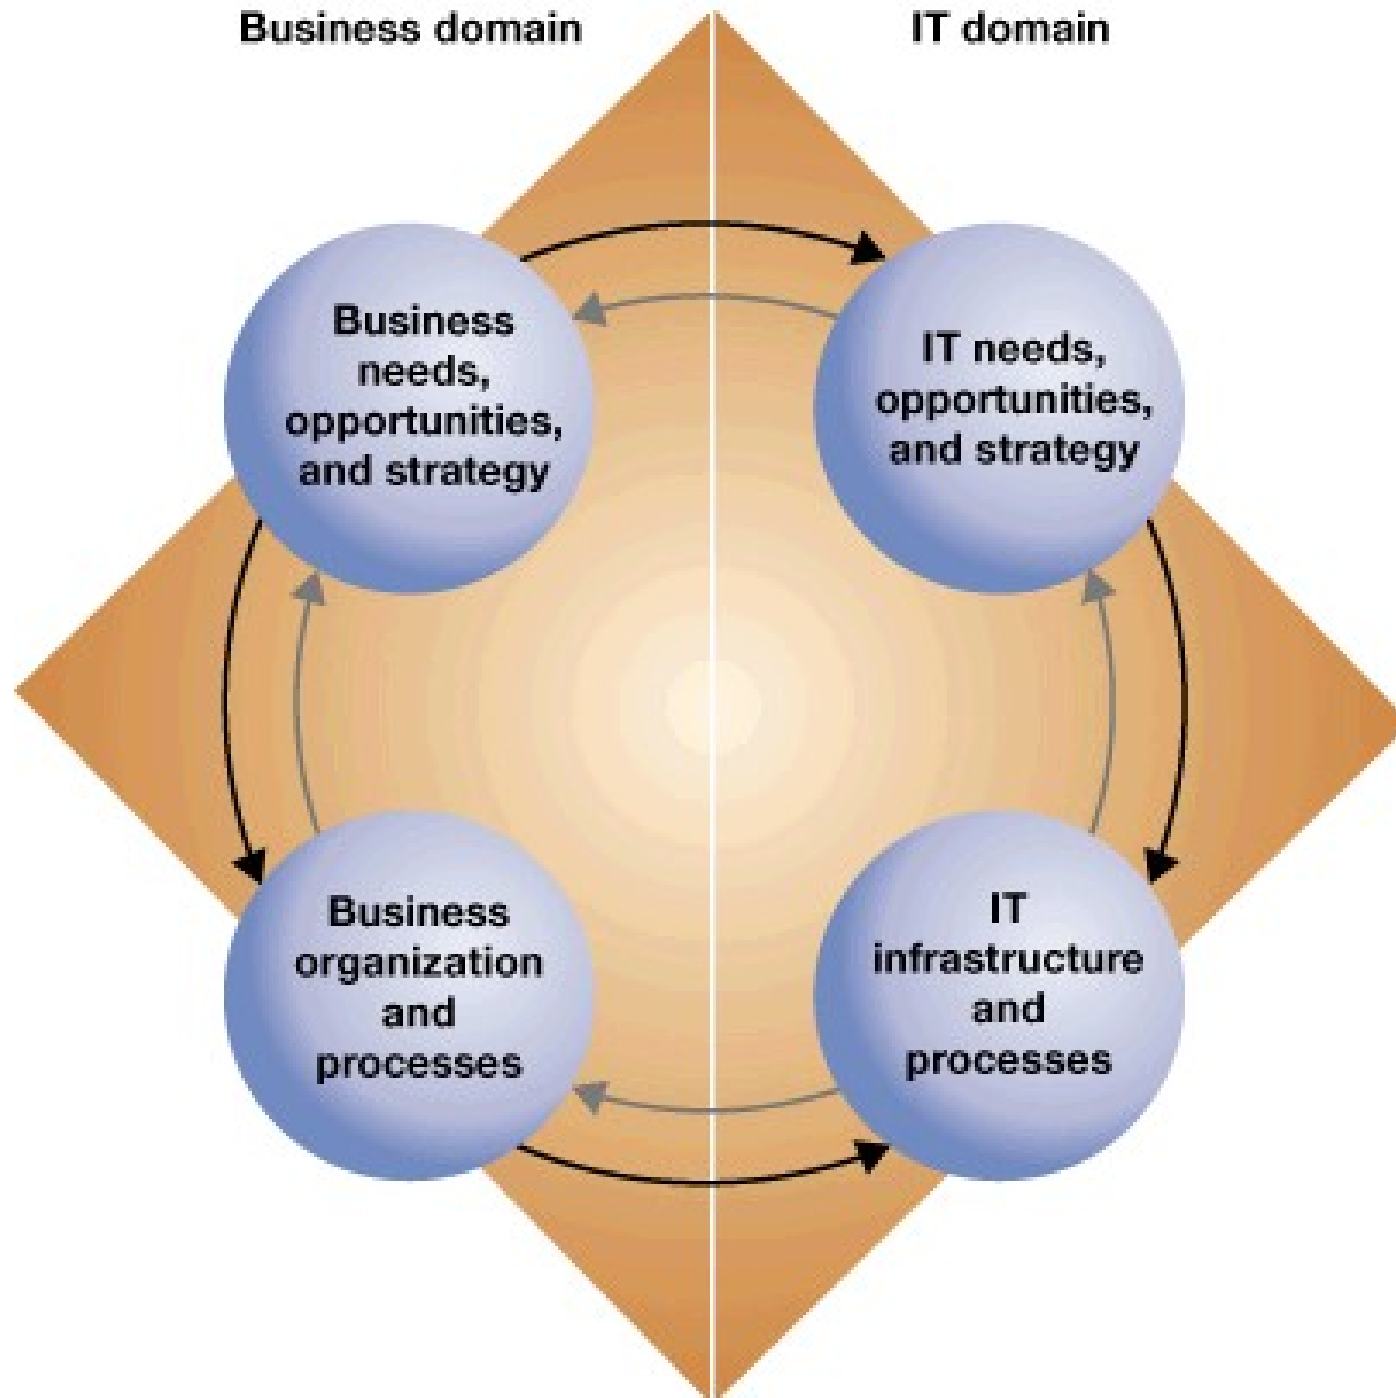 Business domain
IT domain
Business
needs,
opportunities,
and strategy
IT needs,
opportunities,
and strategy
Business
organization
and
processes
IT
infrastructure
and
processes